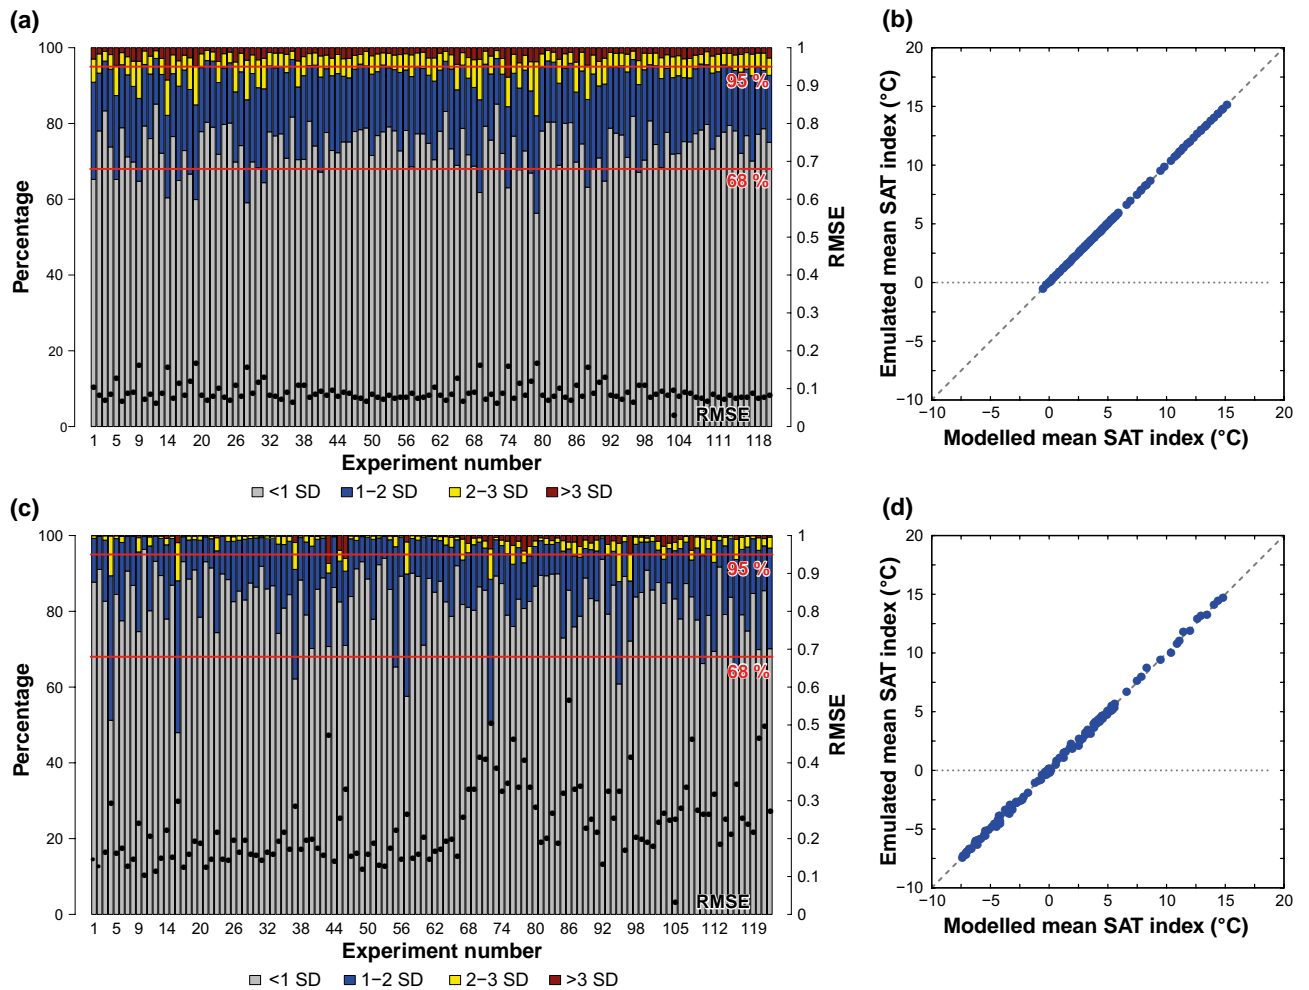 (a)
100
80
60
40
20
0
Percentage
95 %
68 %
RMSE
1
0.9
0.8
0.7
0.6
0.5
0.4
0.3
0.2
0.1
0
RMSE
1 5 9 14 20 26 32 38 44 50 56 62 68 74 80 86 92 98 104 111 118
Experiment number
<1 SD 1−2 SD 2−3 SD >3 SD
(b)
20
15
10
5
0
−5
−10
Emulated mean SAT index (°C)
−10 −5 0 5 10 15 20
Modelled mean SAT index (°C)
(c)
100
80
60
40
20
0
Percentage
95 %
68 %
RMSE
1
0.9
0.8
0.7
0.6
0.5
0.4
0.3
0.2
0.1
0
RMSE
1 5 9 14 20 26 32 38 44 50 56 62 68 74 80 86 92 98 105 112 119
Experiment number
<1 SD 1−2 SD 2−3 SD >3 SD
(d)
20
15
10
5
0
−5
−10
Emulated mean SAT index (°C)
−10 −5 0 5 10 15 20
Modelled mean SAT index (°C)